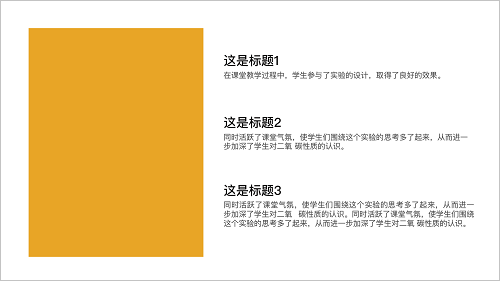 这是标题1
在课堂教学过程中，学生参与了实验的设计，取得了良好的效果。
这是标题2
同时活跃了课堂气氛，使学生们围绕这个实验的思考多了起来，从而进一
步加深了学生对二氧 碳性质的认识。
这是标题3
同时活跃了课堂气氛，使学生们围绕这个实验的思考多了起来，从而进一
步加深了学生对二氧 碳性质的认识。同时活跃了课堂气氛，使学生们围绕
这个实验的思考多了起来，从而进一步加深了学生对二氧 碳性质的认识。